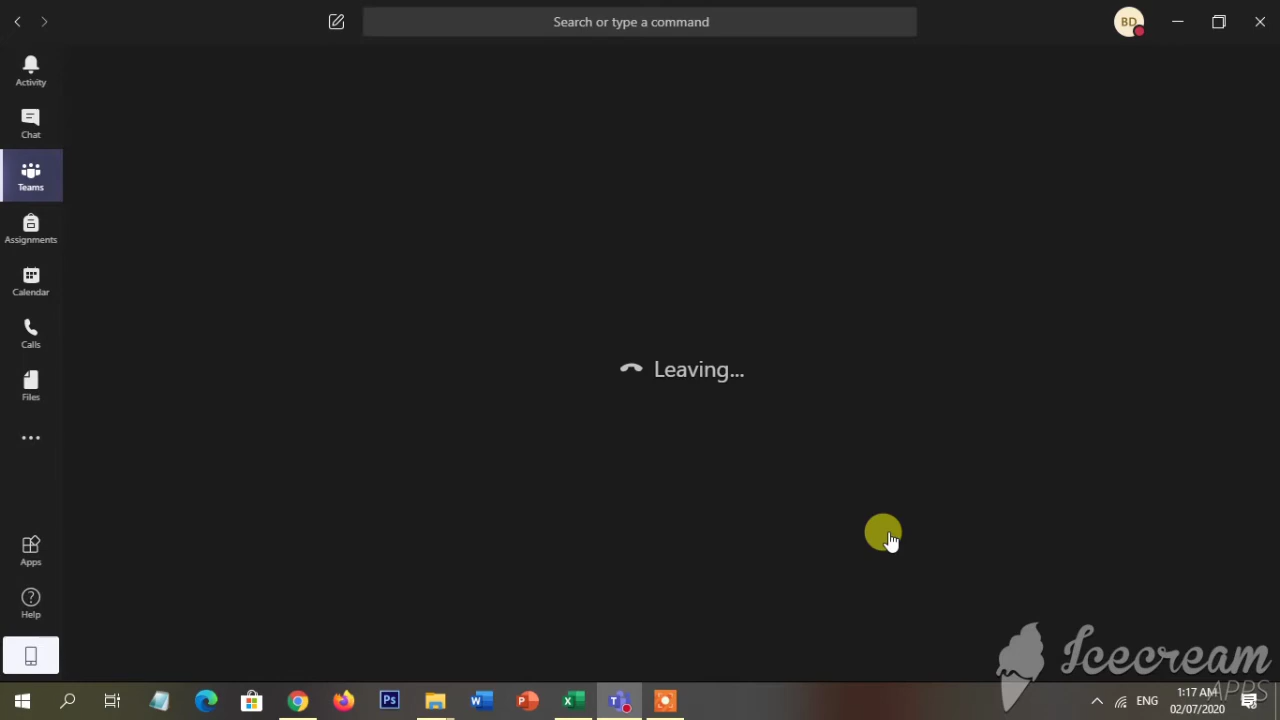 Search or type a command
BD
Activity
Chat
Teams
Assignments
Calendar
Calls
Files
Leaving...
Apps
Help
Icecream
APPS
Ps
ENG
1:17 AM
02/07/2020